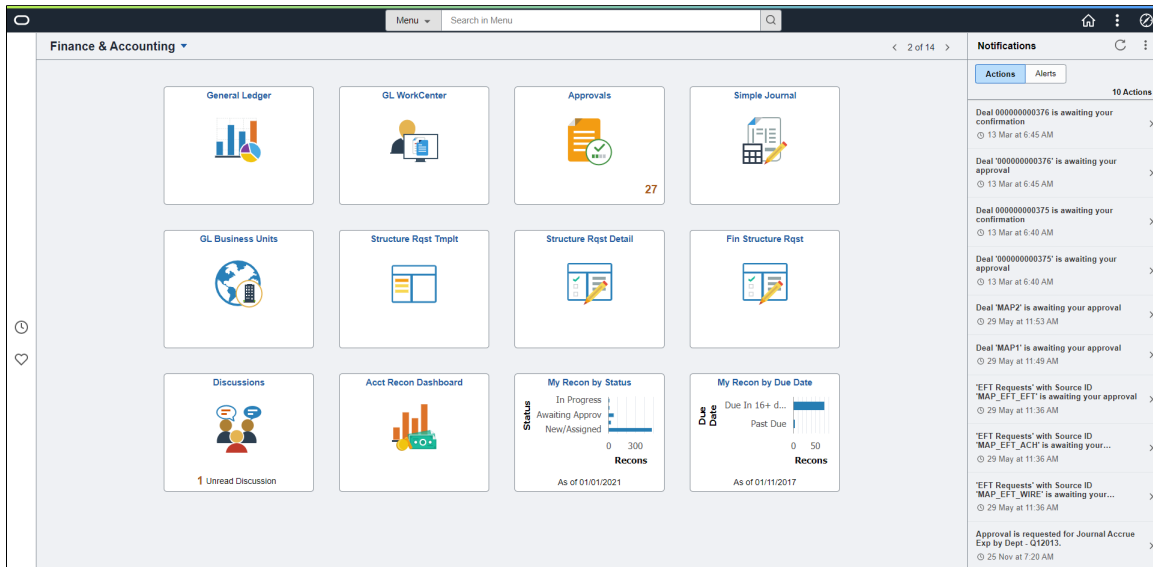 Menu
Search in Menu
Finance & Accounting
2 of 14
General Ledger
GL WorkCenter
Approvals
27
Simple Journal
GL Business Units
Structure Rqst Tmplt
Structure Rqst Detail
Fin Structure Rqst
Discussions
1 Unread Discussion
Acct Recon Dashboard
My Recon by Status
Status
In Progress
Awaiting Approv
New/Assigned
0 300
Recons
As of 01/01/2021
My Recon by Due Date
Due
Date
Due In 16+ d...
Past Due
0 50
Recons
As of 01/11/2017
Notifications
Actions
Alerts
10 Actions
Deal 000000000376 is awaiting your
confirmation
13 Mar at 6:45 AM
Deal '000000000376' is awaiting your
approval
13 Mar at 6:45 AM
Deal 000000000375 is awaiting your
confirmation
13 Mar at 6:40 AM
Deal '000000000375' is awaiting your
approval
13 Mar at 6:40 AM
Deal 'MAP2' is awaiting your approval
29 May at 11:53 AM
Deal 'MAP1' is awaiting your approval
29 May at 11:49 AM
'EFT Requests' with Source ID
'MAP_EFT_EFT' is awaiting your approval
29 May at 11:36 AM
'EFT Requests' with Source ID
'MAP_EFT_ACH' is awaiting your...
29 May at 11:36 AM
'EFT Requests' with Source ID
'MAP_EFT_WIRE' is awaiting your...
29 May at 11:36 AM
Approval is requested for Journal Accrue
Exp by Dept - Q12013.
25 Nov at 7:20 AM